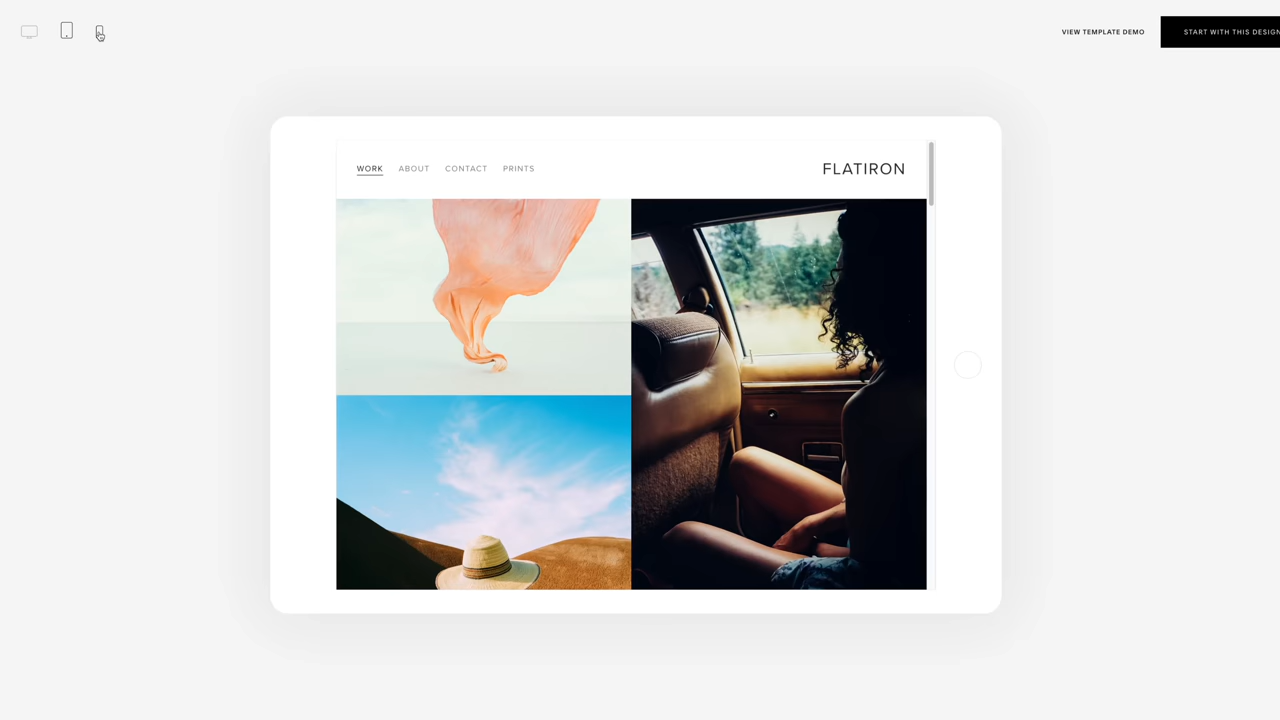 VIEW TEMPLATE DEMO
START WITH THIS DESIGN
WORK ABOUT CONTACT PRINTS
FLATIRON